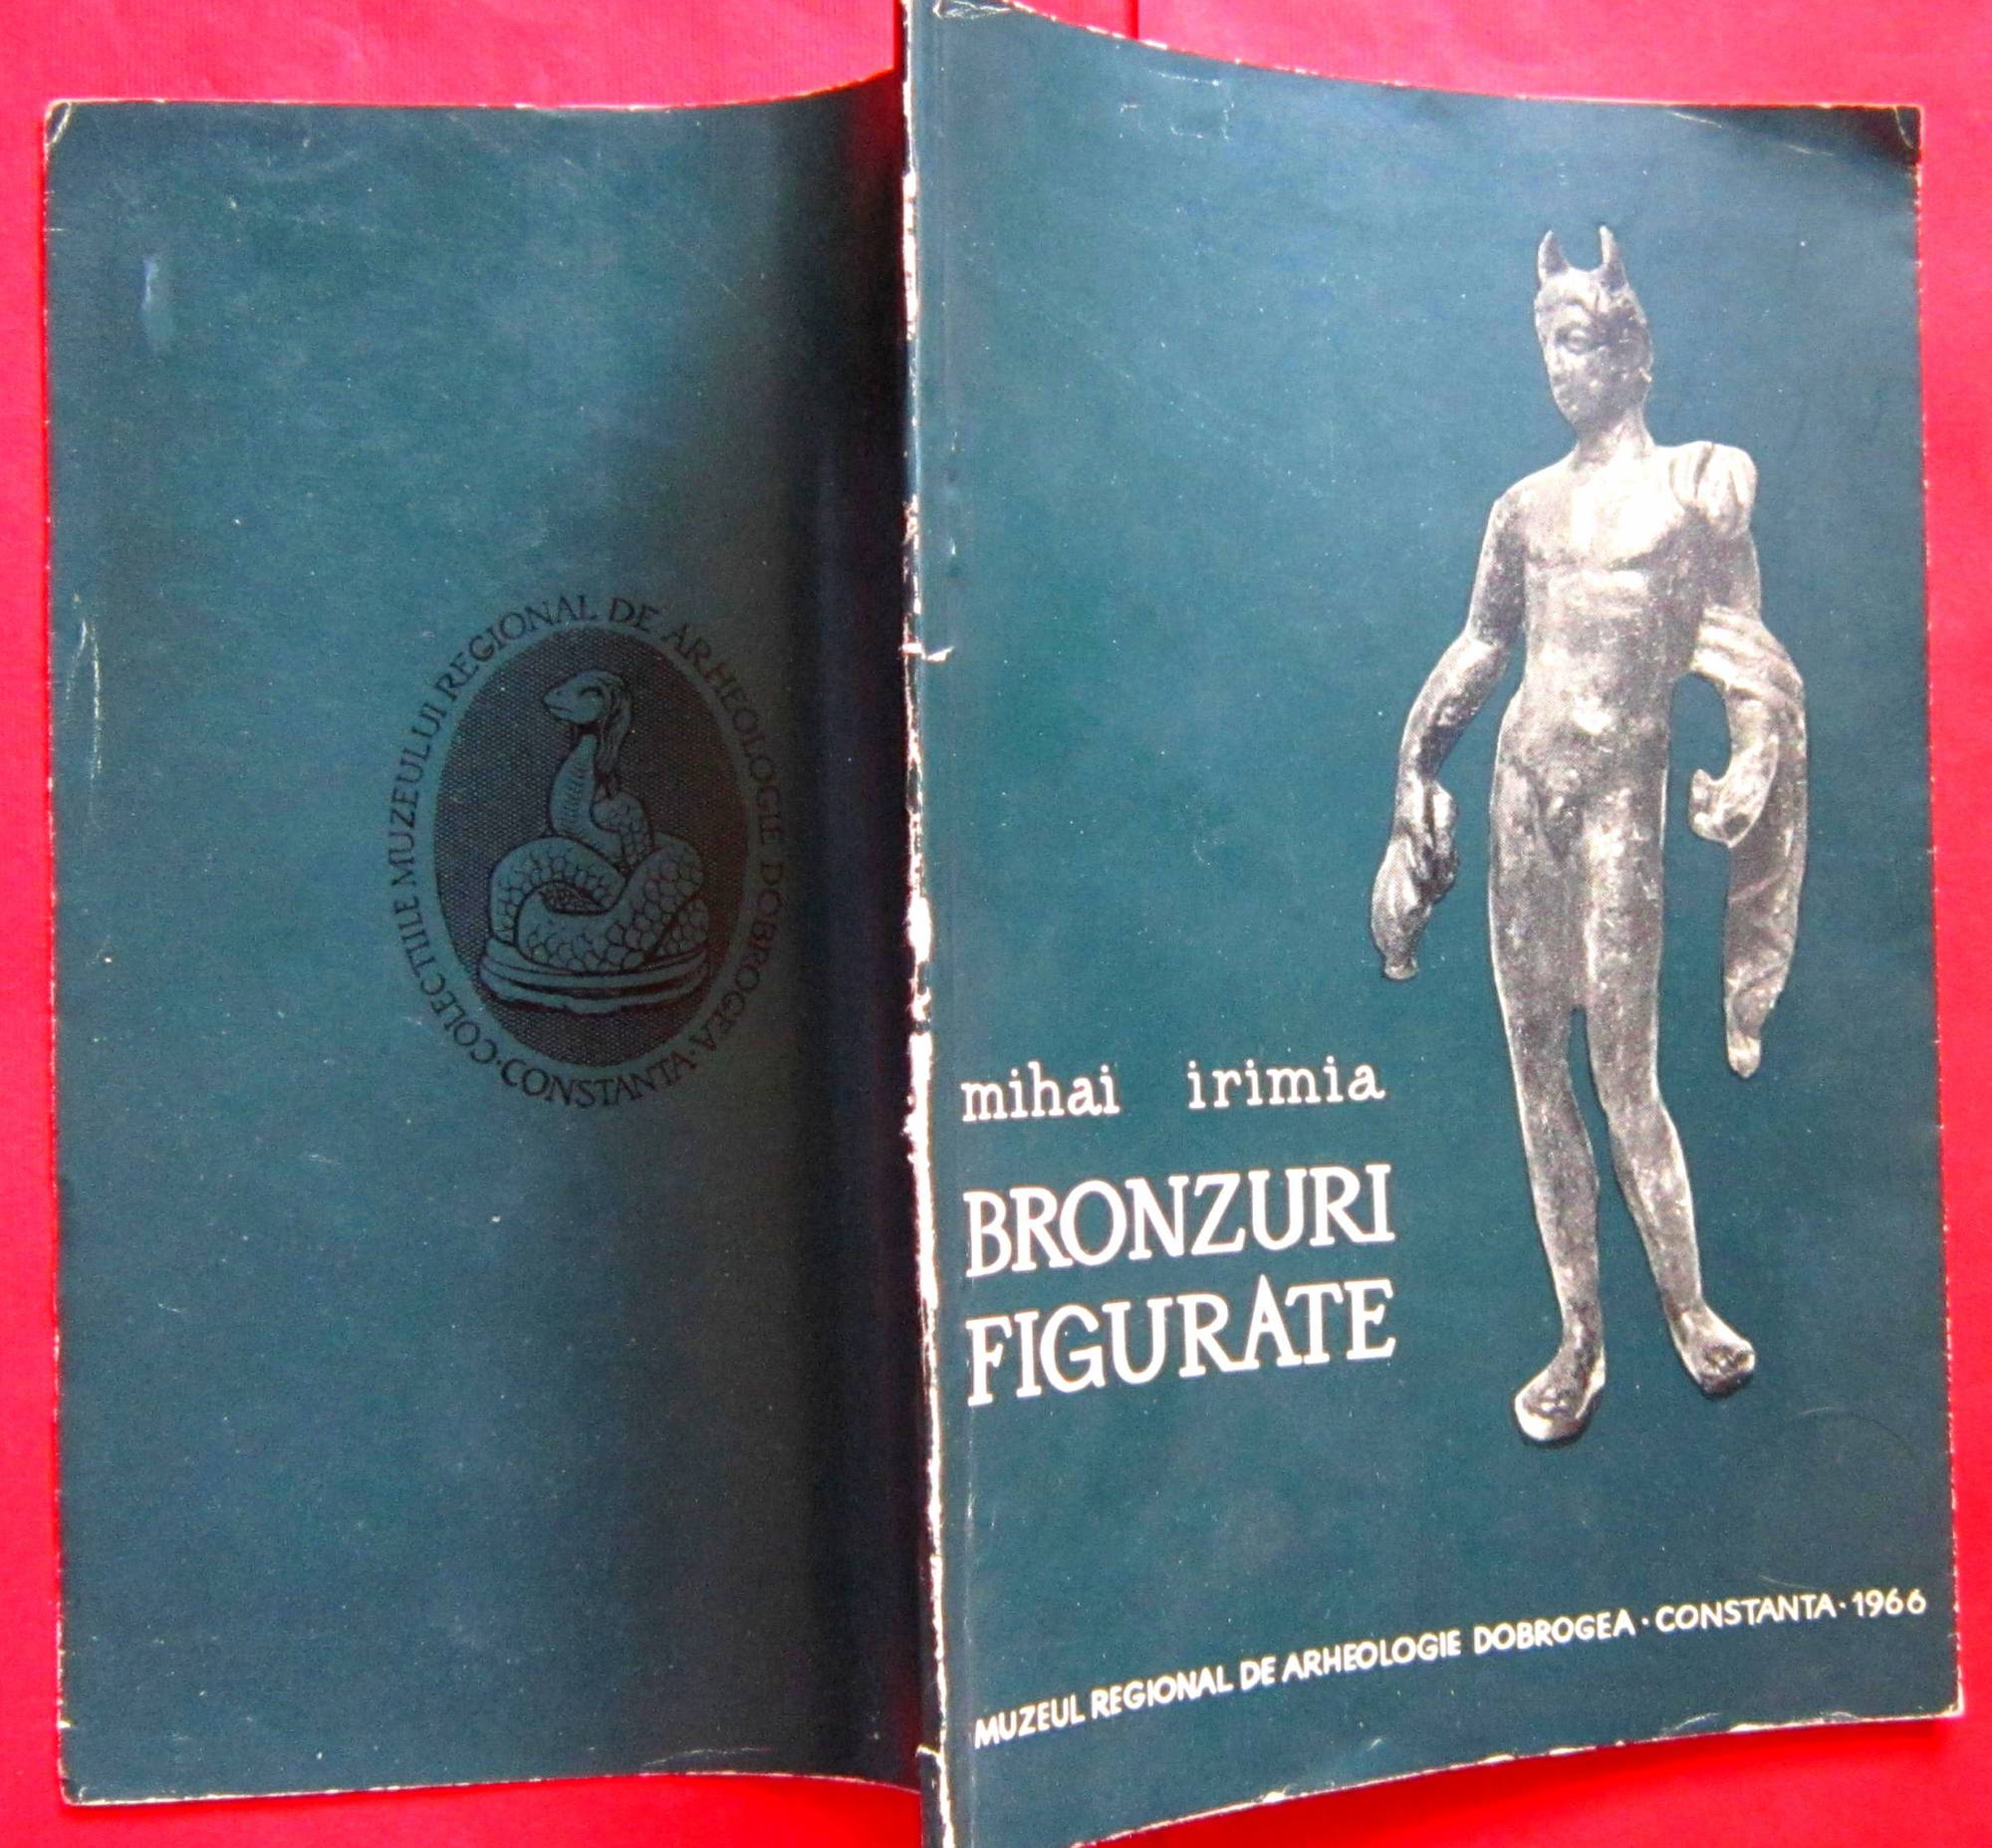 mihai irimia
BRONZURI
FIGURATE
MUZEUL REGIONAL DE ARHEOLOGIE DOBROGEA · CONSTANTA · 1966
COLECTIILE MUZEULUI REGIONAL DE ARHEOLOGIE DOBROGEA · CONSTANTA ·